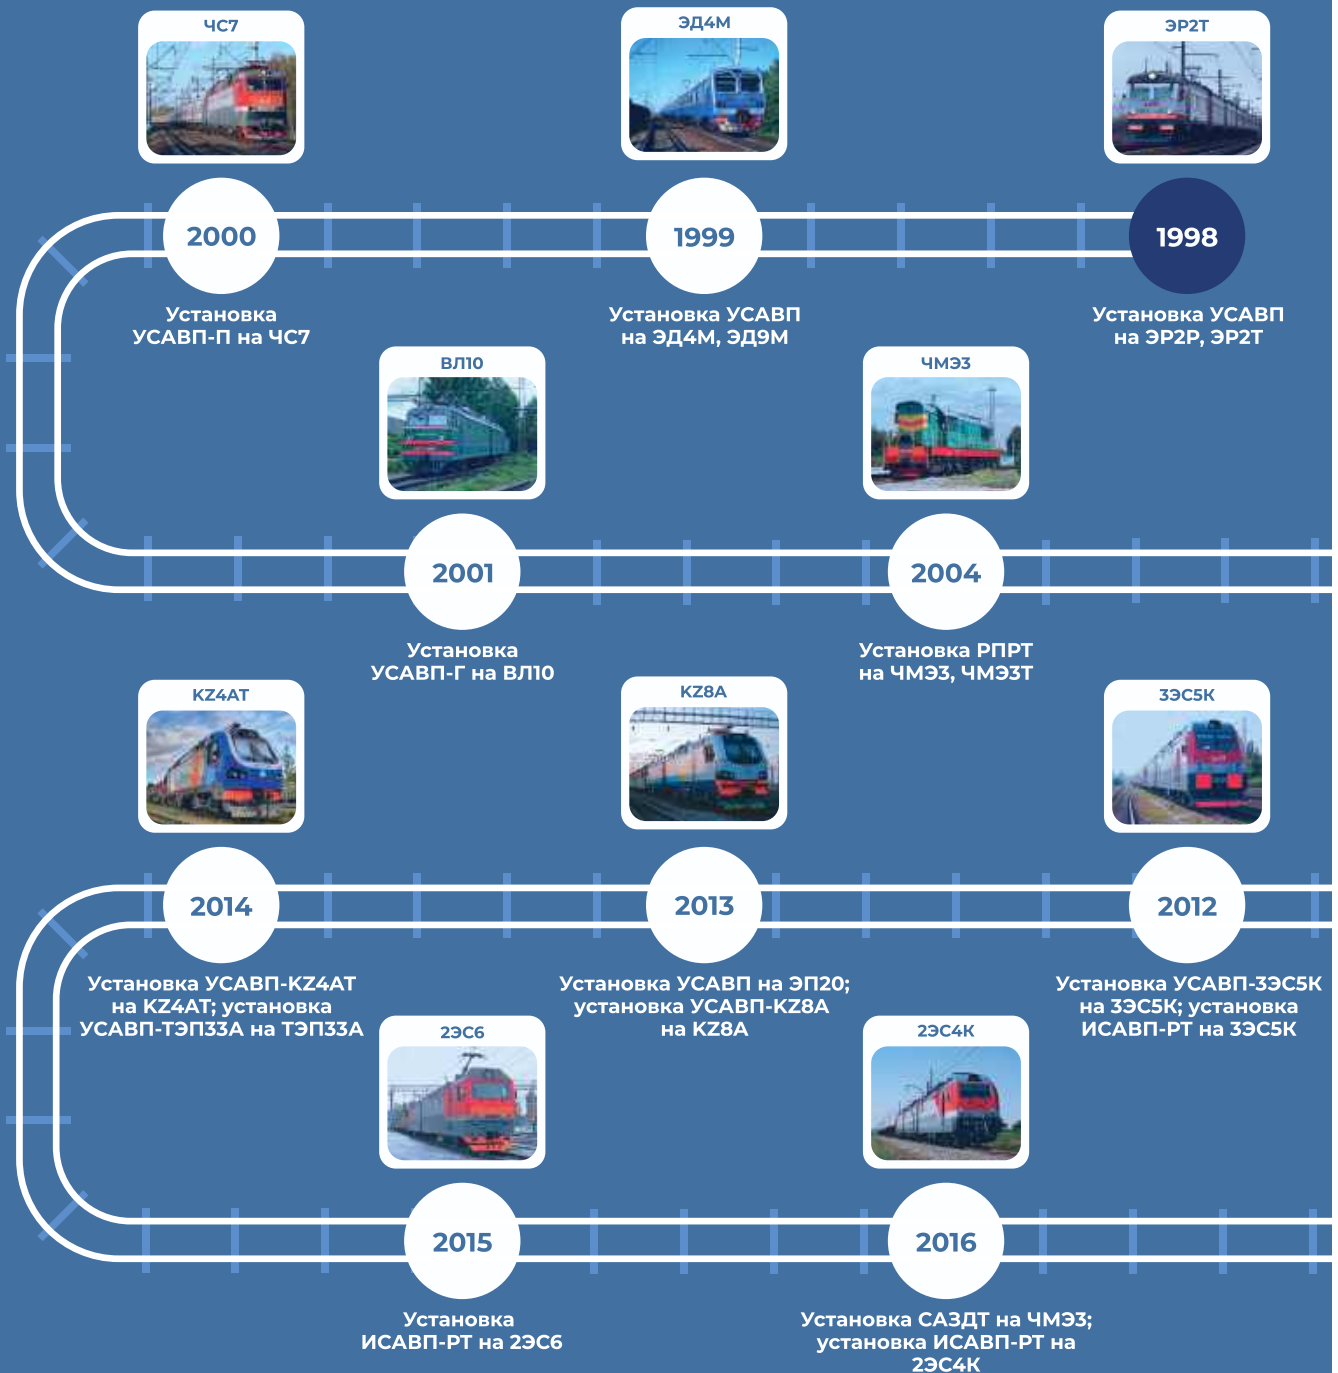 ЧС7
ЭД4М
ЭР2Т
2000
1999
1998
Установка
УСАВП-П на ЧС7
Установка УСАВП
на ЭД4М, ЭД9М
Установка УСАВП
на ЭР2Р, ЭР2Т
ВЛ10
ЧМЭ3
2001
2004
Установка
УСАВП-Г на ВЛ10
Установка РПРТ
на ЧМЭ3, ЧМЭ3Т
KZ4AT
KZ8A
3ЭС5К
2014
2013
2012
Установка УСАВП-KZ4AT
на KZ4AT; установка
УСАВП-ТЭП33А на ТЭП33А
Установка УСАВП на ЭП20;
установка УСАВП-KZ8A
на KZ8A
Установка УСАВП-3ЭС5К
на 3ЭС5К; установка
ИСАВП-РТ на 3ЭС5К
2ЭС6
2ЭС4К
2015
2016
Установка
ИСАВП-РТ на 2ЭС6
Установка САЗДТ на ЧМЭ3;
установка ИСАВП-РТ на
2ЭС4К